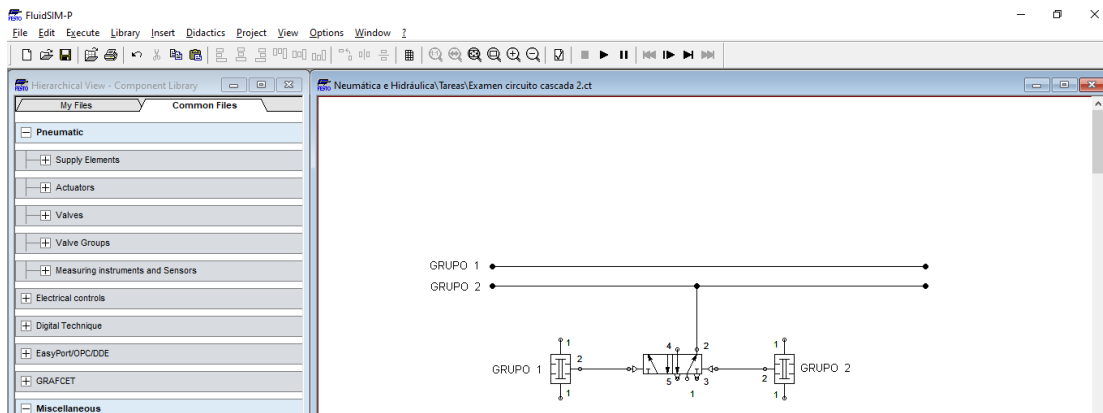 FluidSIM-P
File Edit Execute Library Insert Didactics Project View Options Window ?
FESTO Hierarchical View - Component Library
My Files Common Files
Pneumatic
Supply Elements
Actuators
Valves
Valve Groups
Measuring instruments and Sensors
Electrical controls
Digital Technique
EasyPort/OPC/DDE
GRAFCET
Miscellaneous
FESTO Neumática e Hidráulica\Tareas\Examen circuito cascada 2.ct
GRUPO 1
GRUPO 2
1 4 2 1
GRUPO 1 2 2 GRUPO 2
5 3
1 1 1